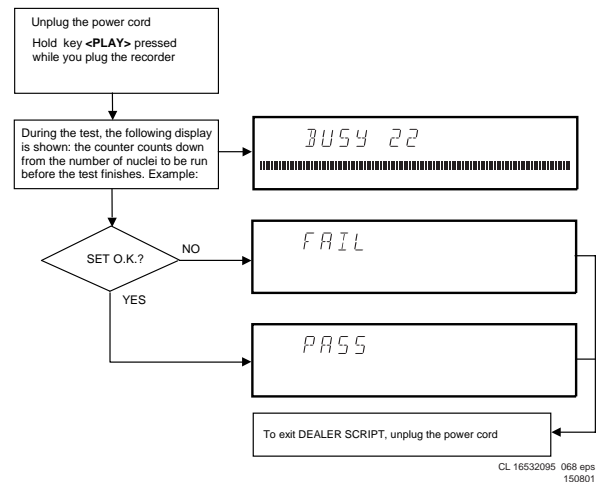 Unplug the power cord
Hold key <PLAY> pressed
while you plug the recorder
During the test, the following display
is shown: the counter counts down
from the number of nuclei to be run
before the test finishes. Example:
BUSY 22
SET O.K.?
NO
FAIL
YES
PASS
To exit DEALER SCRIPT, unplug the power cord
CL 16532095 068 eps
150801